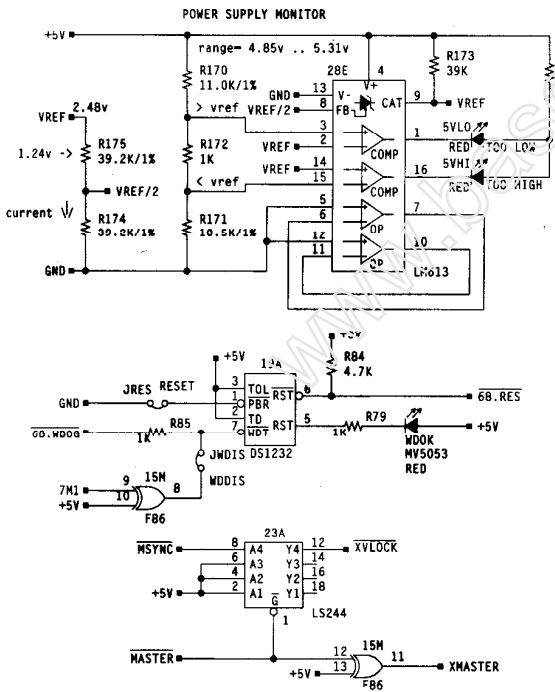 POWER SUPPLY MONITOR
+5V
range= 4.85v .. 5.31v
4
R173
39K
R170
11.0K/1%
28E
V+
GND 13 V-
VREF/2 8 FB
CAT 9 VREF
2.48v
VREF
> vref
3
VREF 2
COMP
1 5VLO
RED TOO LOW
1.24v ->
R175
39.2K/1%
R172
1K
VREF 14
15
COMP
16 5VHI
RED TOO HIGH
VREF/2
< vref
5
6
OP
7
current
R174
39.2K/1%
R171
10.5K/1%
12
11
OP
10
GND
LM613
+5V
R84
4.7K
+5V
19A
3 TOL
JRES RESET
GND
1 PBR
2 TD
7 WDT
RST 6
68.RES
RST 5
R79
1K
+5V
R85
1K
DS1232
WDOK
MV5053
RED
JWDIS
WDDIS
7M1 9
+5V 10
15M
8
F86
23A
MSYNC 8 A4 Y4 12 XVLOCK
6 A3 Y3 14
4 A2 Y2 16
+5V 2 A1 Y1 18
G
LS244
1
MASTER
12
15M
+5V 13
11 XMASTER
F86
www.bas